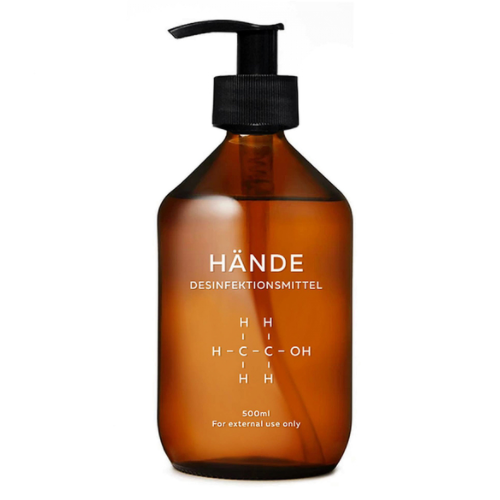 HÄNDE
DESINFEKTIONSMITTEL
H H
H – C – C – OH
H H
500ml
For external use only